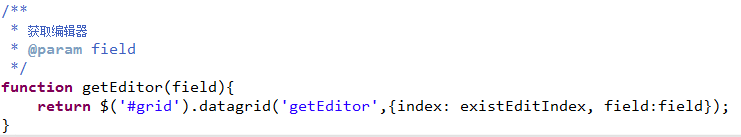 /**
 * 获取编辑器
 * @param field
 */
function getEditor(field){
    return $('#grid').datagrid('getEditor',{index: existEditIndex, field:field});
}